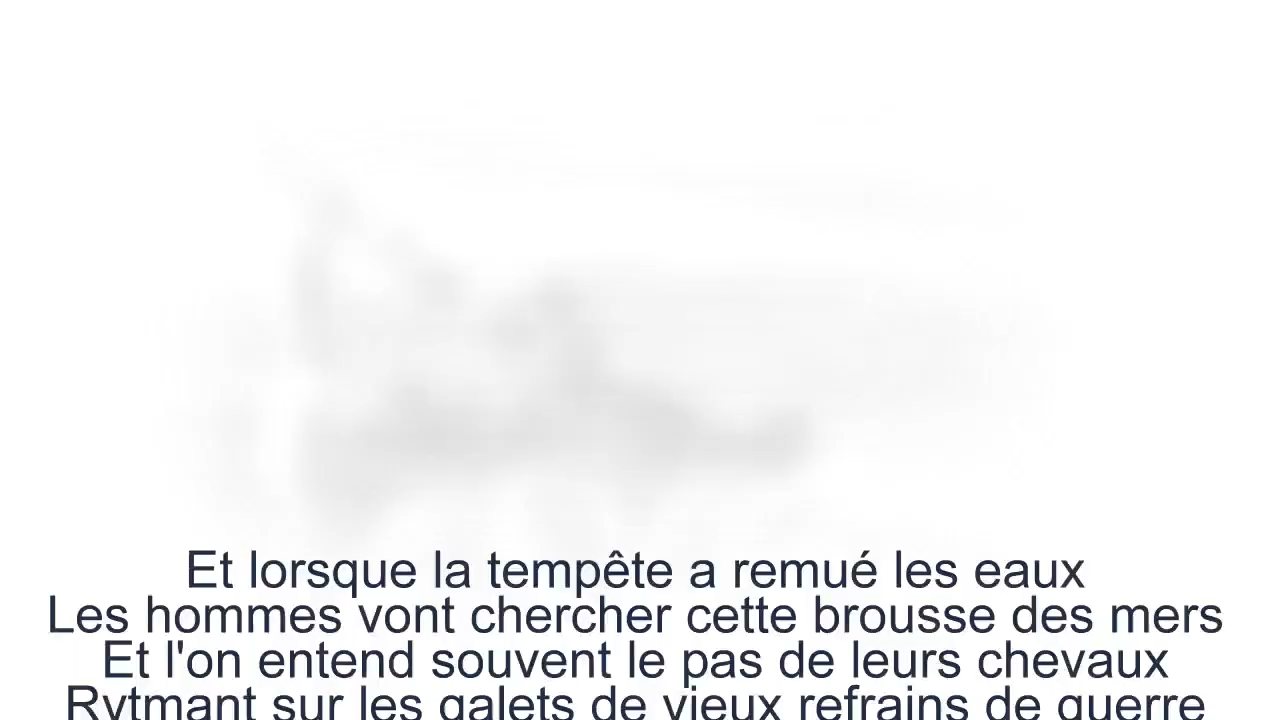 Et lorsque la tempête a remué les eaux
Les hommes vont chercher cette brousse des mers
Et l'on entend souvent le pas de leurs chevaux
Rytmant sur les galets de vieux refrains de guerre